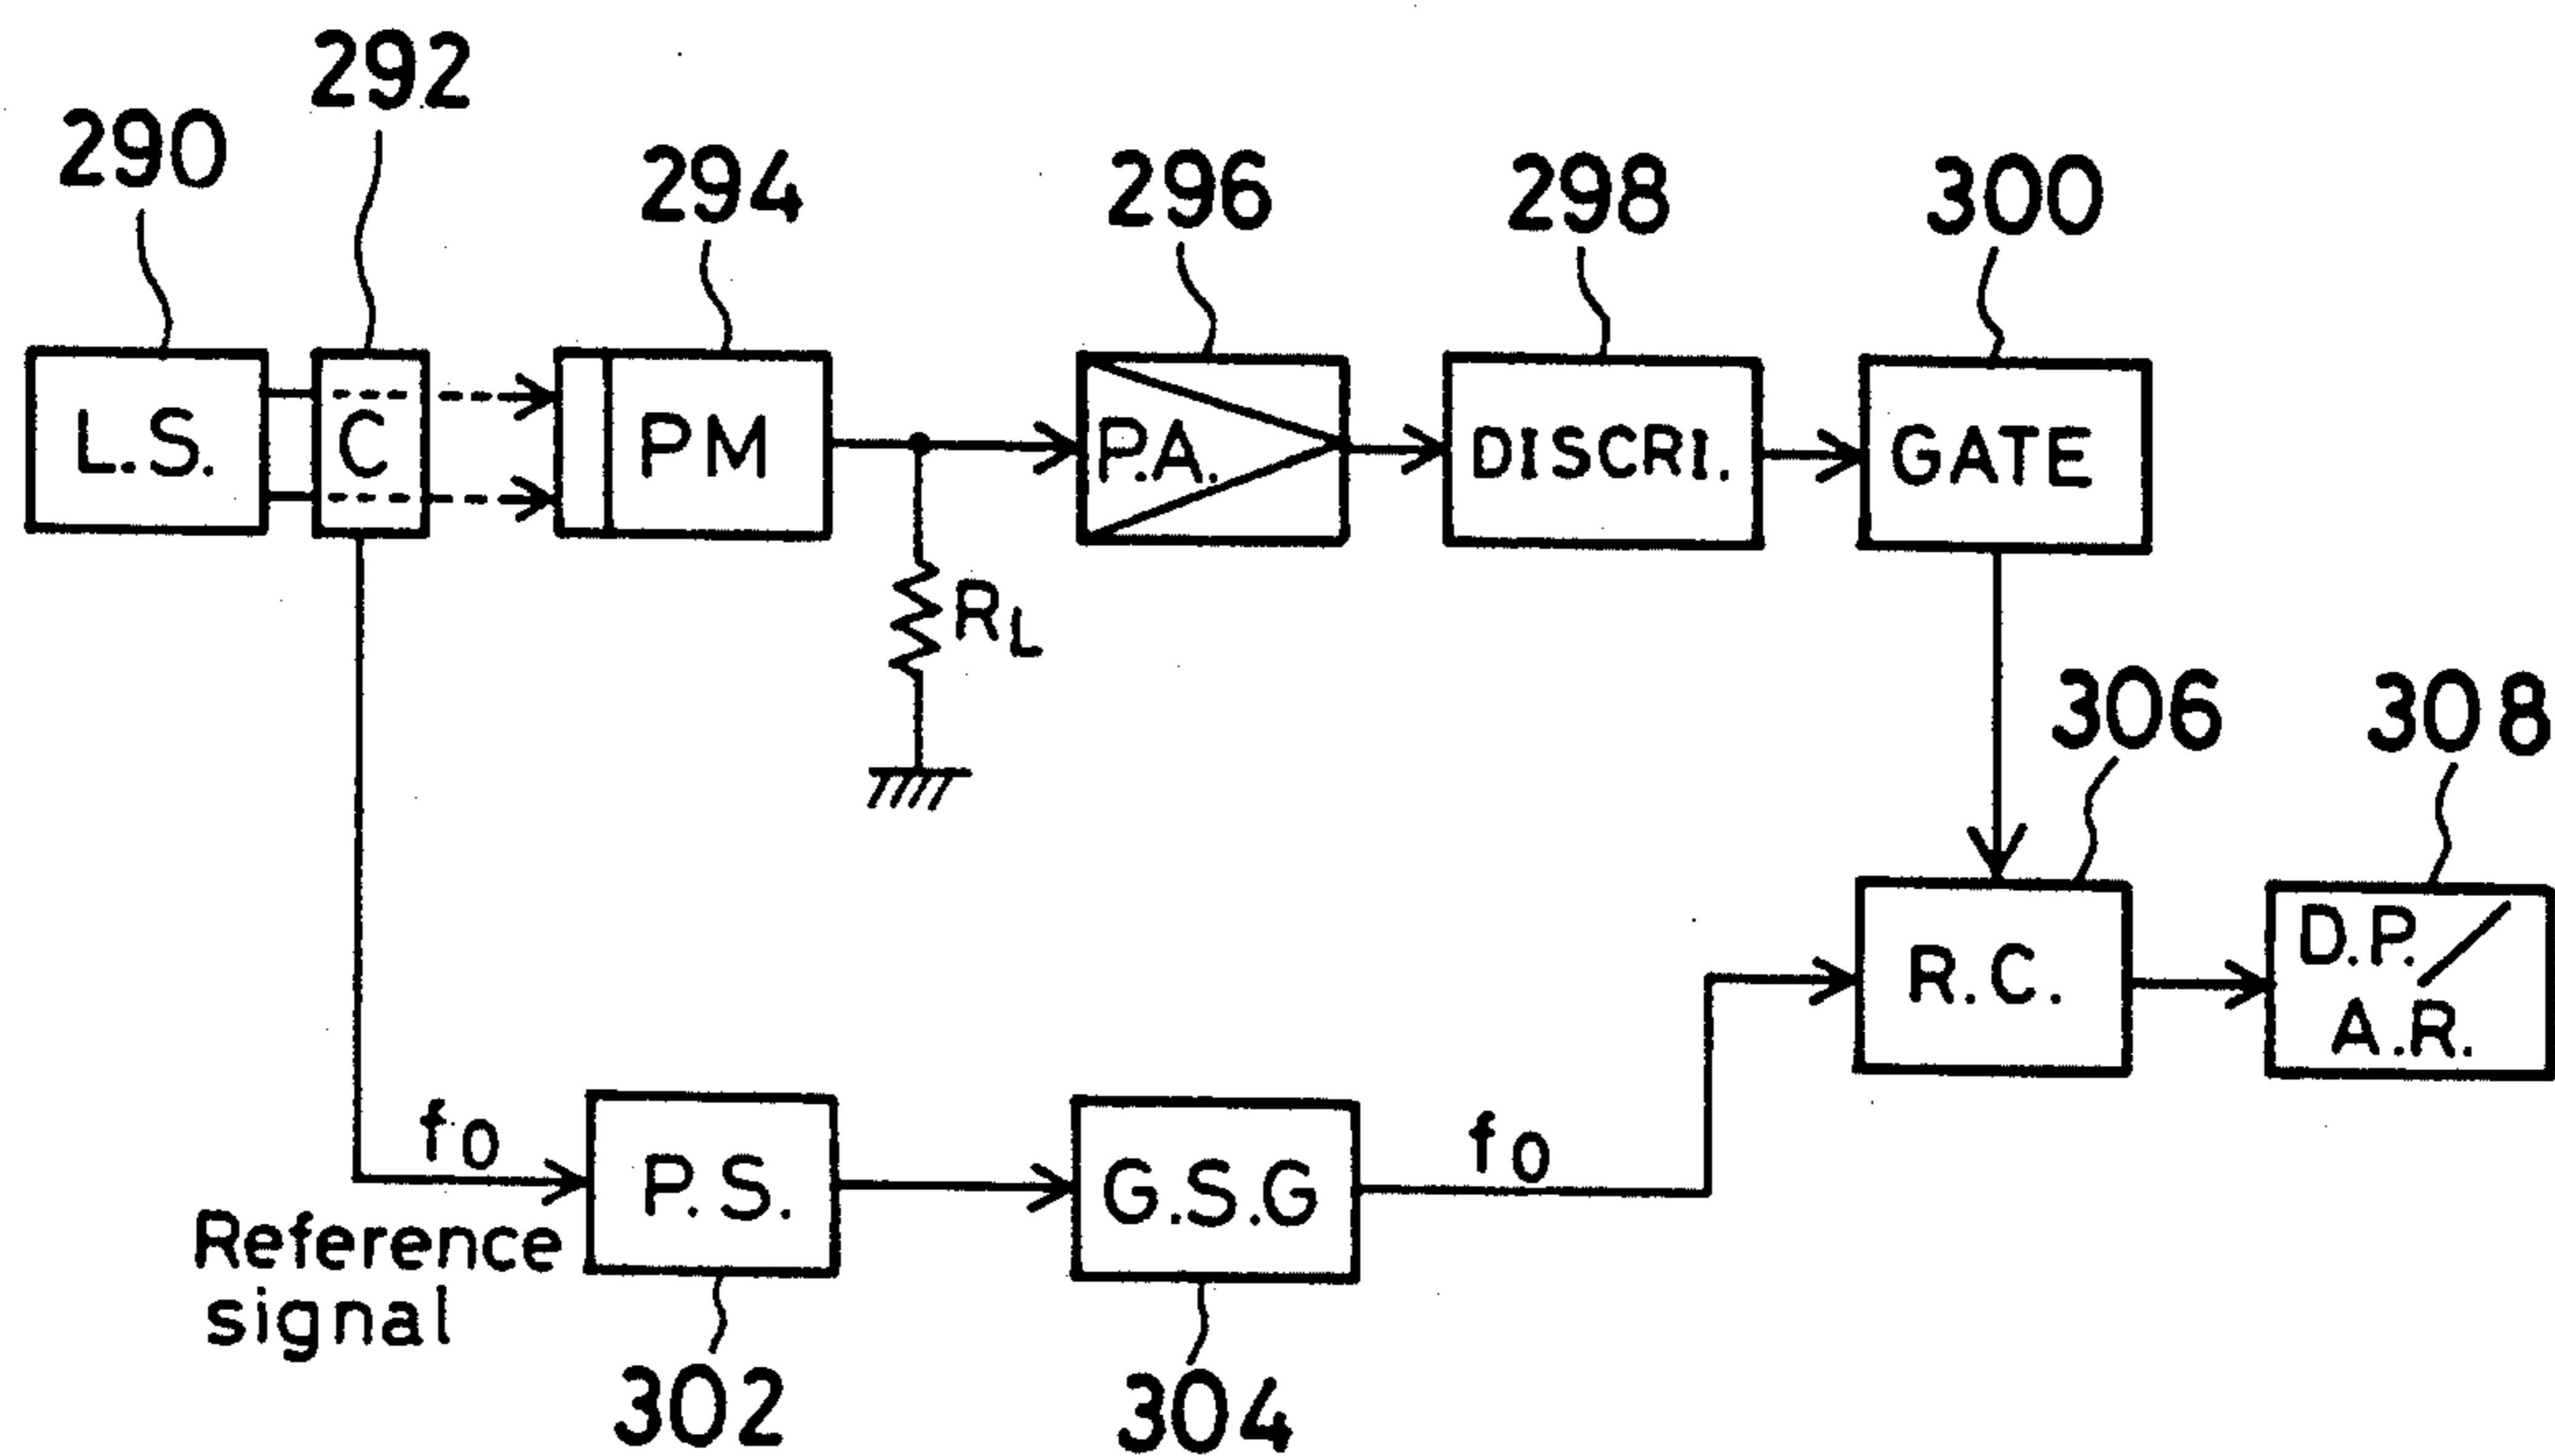 292
290
294
296
298
300
L.S.
C
PM
P.A.
DISCRI.
GATE
RL
306
308
R.C.
D.P./
A.R.
f0
P.S.
G.S.G
f0
Reference
signal
302
304